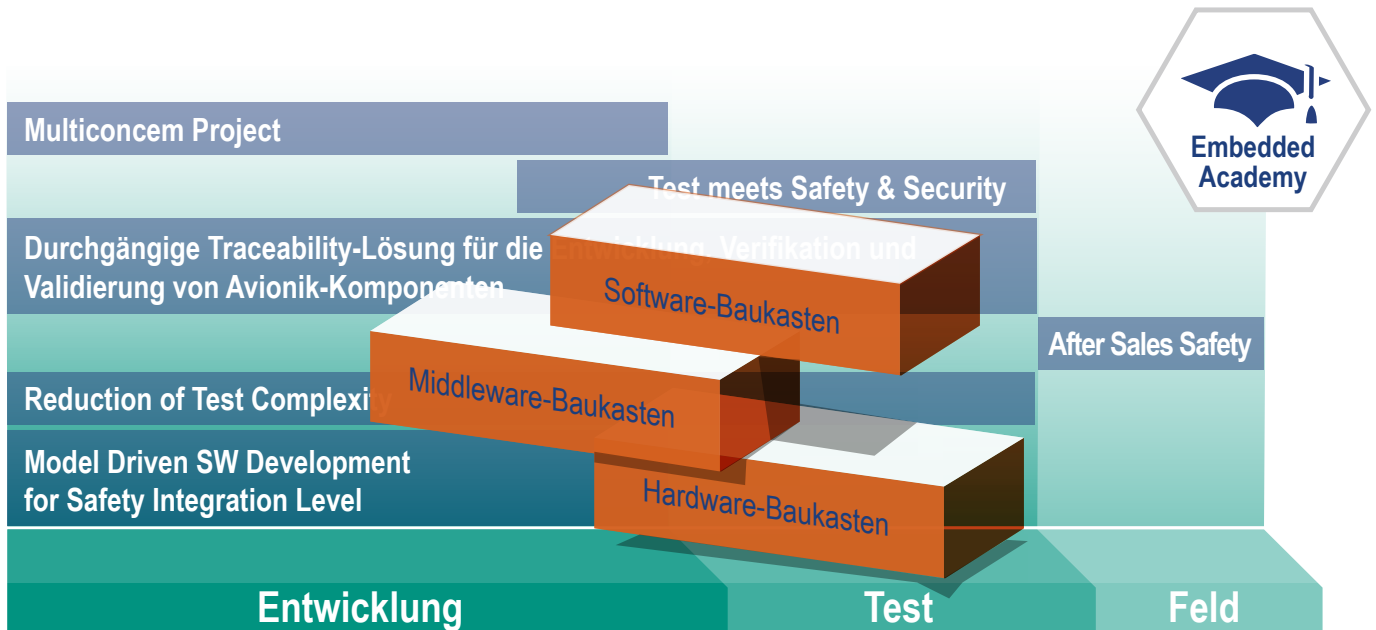 Embedded
Academy
Multiconcem Project
Test meets Safety & Security
Durchgängige Traceability-Lösung für die Entwicklung, Verifikation und
Validierung von Avionik-Komponenten
Software-Baukasten
After Sales Safety
Middleware-Baukasten
Reduction of Test Complexity
Model Driven SW Development
for Safety Integration Level
Hardware-Baukasten
Entwicklung
Test
Feld